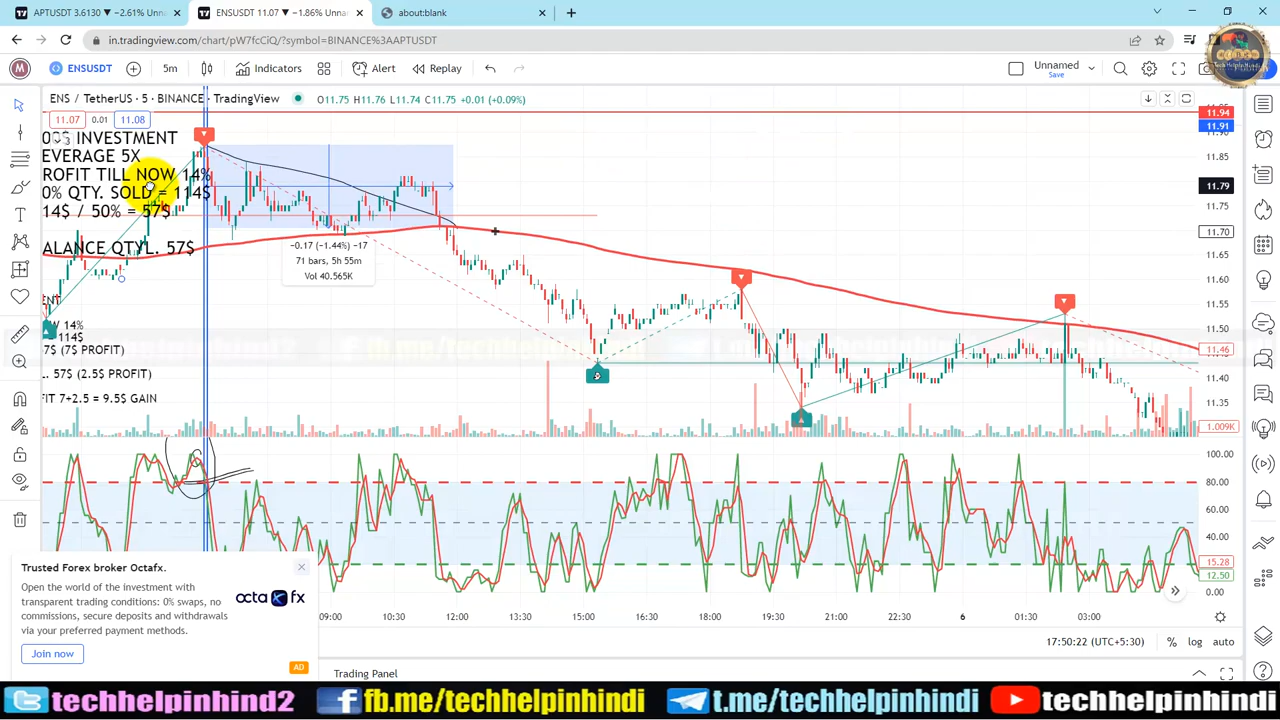 APTUSDT 3.6130 ▼ −2.61% Unna
ENSUSDT 11.07 ▼ −1.86% Unnar
about:blank
in.tradingview.com/chart/pW7fcCiQ/?symbol=BINANCE%3AAPTUSDT
M
ENSUSDT
5m
Indicators
Alert
Replay
Unnamed
Save
ENS / TetherUS · 5 · BINANCE · TradingView
O11.75 H11.76 L11.74 C11.75 +0.01 (+0.09%)
11.07 0.01 11.08
INVESTMENT
EVERAGE 5X
ROFIT TILL NOW 14%
0% QTY. SOLD = 114$
14$ / 50% = 57$
ALANCE QTYL. 57$
14%
114$
7$ (7$ PROFIT)
. 57$ (2.5$ PROFIT)
FIT 7+2.5 = 9.5$ GAIN
−0.17 (−1.44%) −17
71 bars, 5h 55m
Vol 40.565K
11.94
11.91
11.85
11.79
11.75
11.70
11.65
11.60
11.55
11.50
11.46
11.40
11.35
1.009K
100.00
80.00
60.00
40.00
15.28
12.50
0.00
09:00
10:30
12:00
13:30
15:00
16:30
18:00
19:30
21:00
22:30
6
01:30
03:00
17:50:22 (UTC+5:30)
%
log
auto
Trading Panel
Trusted Forex broker Octafx.
Open the world of the investment with
transparent trading conditions: 0% swaps, no
commissions, secure deposits and withdrawals
via your preferred payment methods.
octa fx
Join now
AD
techhelpinhindi2
fb.me/techhelpinhindi
t.me/techhelpinhindi
techhelpinhindi